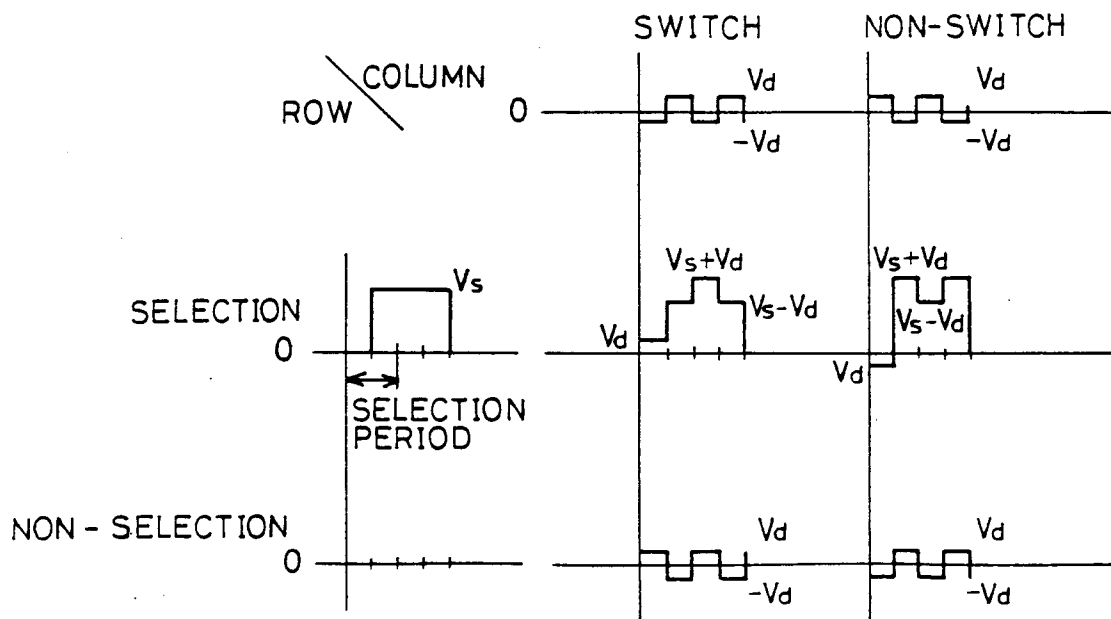 SWITCH
NON-SWITCH
COLUMN
ROW
0
Vd
-Vd
Vd
-Vd
SELECTION
0
Vs
SELECTION
PERIOD
Vd
Vs+Vd
Vs-Vd
Vd
Vs+Vd
Vs-Vd
NON-SELECTION
0
Vd
-Vd
Vd
-Vd